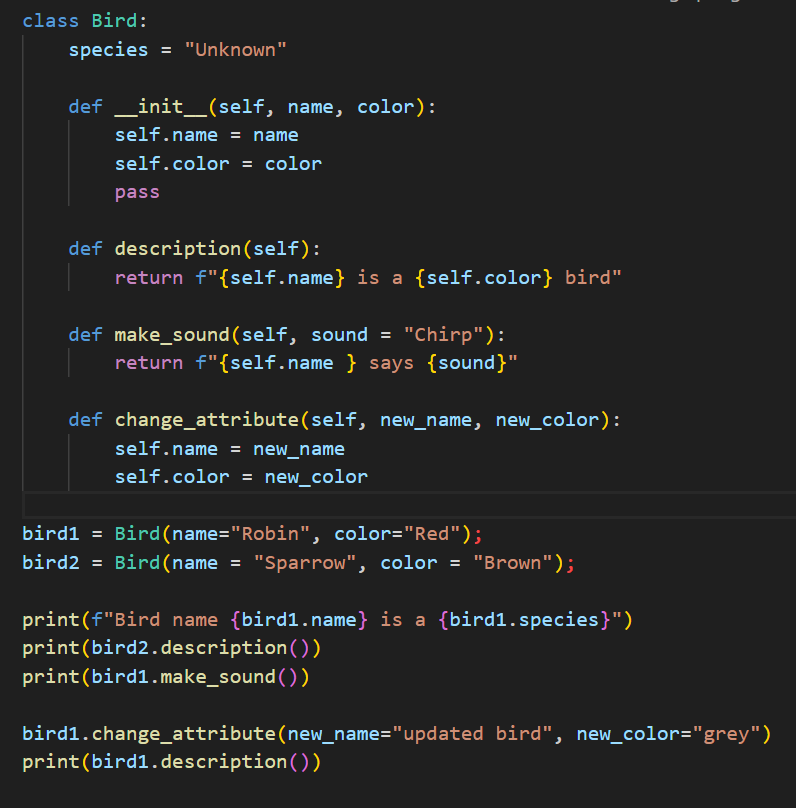 class Bird:
    species = "Unknown"

    def __init__(self, name, color):
        self.name = name
        self.color = color
        pass

    def description(self):
        return f"{self.name} is a {self.color} bird"

    def make_sound(self, sound = "Chirp"):
        return f"{self.name } says {sound}"

    def change_attribute(self, new_name, new_color):
        self.name = new_name
        self.color = new_color

bird1 = Bird(name="Robin", color="Red");
bird2 = Bird(name = "Sparrow", color = "Brown");

print(f"Bird name {bird1.name} is a {bird1.species}")
print(bird2.description())
print(bird1.make_sound())

bird1.change_attribute(new_name="updated bird", new_color="grey")
print(bird1.description())